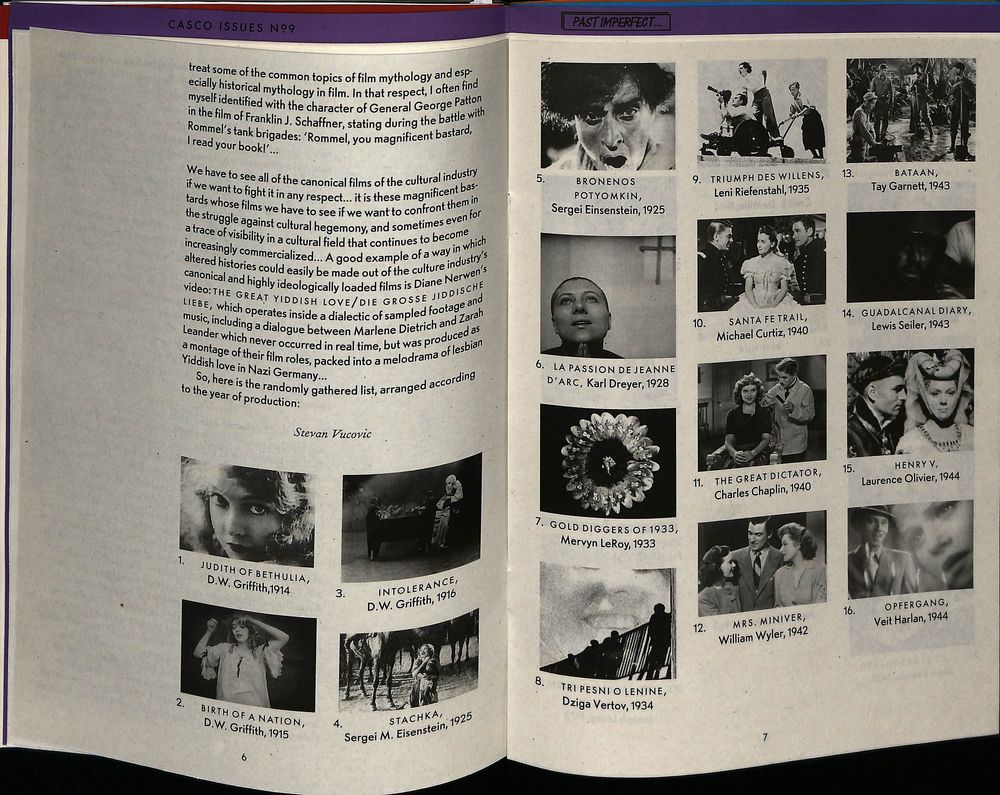 CASCO ISSUES Nº9
treat some of the common topics of film mythology and esp-
ecially historical mythology in film. In that respect, I often find
myself identified with the character of General George Patton
in the film of Franklin J. Schaffner, stating during the battle with
Rommel's tank brigades: 'Rommel, you magnificent bastard,
I read your book!'...
We have to see all of the canonical films of the cultural industry
if we want to fight it in any respect... it is these magnificent bas-
tards whose films we have to see if we want to confront them in
the struggle against cultural hegemony, and sometimes even for
a trace of visibility in a cultural field that continues to become
increasingly commercialized... A good example of a way in which
altered histories could easily be made out of the culture industry's
canonical and highly ideologically loaded films is Diane Nerwen's
video: THE GREAT YIDDISH LOVE/DIE GROSSE JIDDISCHE
LIEBE, which operates inside a dialectic of sampled footage and
music, including a dialogue between Marlene Dietrich and Zarah
Leander which never occurred in real time, but was produced as
a montage of their film roles, packed into a melodrama of lesbian
Yiddish love in Nazi Germany...
So, here is the randomly gathered list, arranged according
to the year of production:
Stevan Vucovic
1. JUDITH OF BETHULIA,
D.W. Griffith,1914
2. BIRTH OF A NATION,
D.W. Griffith, 1915
3. INTOLERANCE,
D.W. Griffith, 1916
4. STACHKA,
Sergei M. Eisenstein, 1925
6
PAST IMPERFECT...
5. BRONENOS
POTYOMKIN,
Sergei Einsenstein, 1925
6. LA PASSION DE JEANNE
D'ARC, Karl Dreyer, 1928
7. GOLD DIGGERS OF 1933,
Mervyn LeRoy, 1933
8. TRI PESNI O LENINE,
Dziga Vertov, 1934
9. TRIUMPH DES WILLENS,
Leni Riefenstahl, 1935
10. SANTA FE TRAIL,
Michael Curtiz, 1940
11. THE GREAT DICTATOR,
Charles Chaplin, 1940
12. MRS. MINIVER,
William Wyler, 1942
13. BATAAN,
Tay Garnett, 1943
14. GUADALCANAL DIARY,
Lewis Seiler, 1943
15. HENRY V,
Laurence Olivier, 1944
16. OPFERGANG,
Veit Harlan, 1944
7